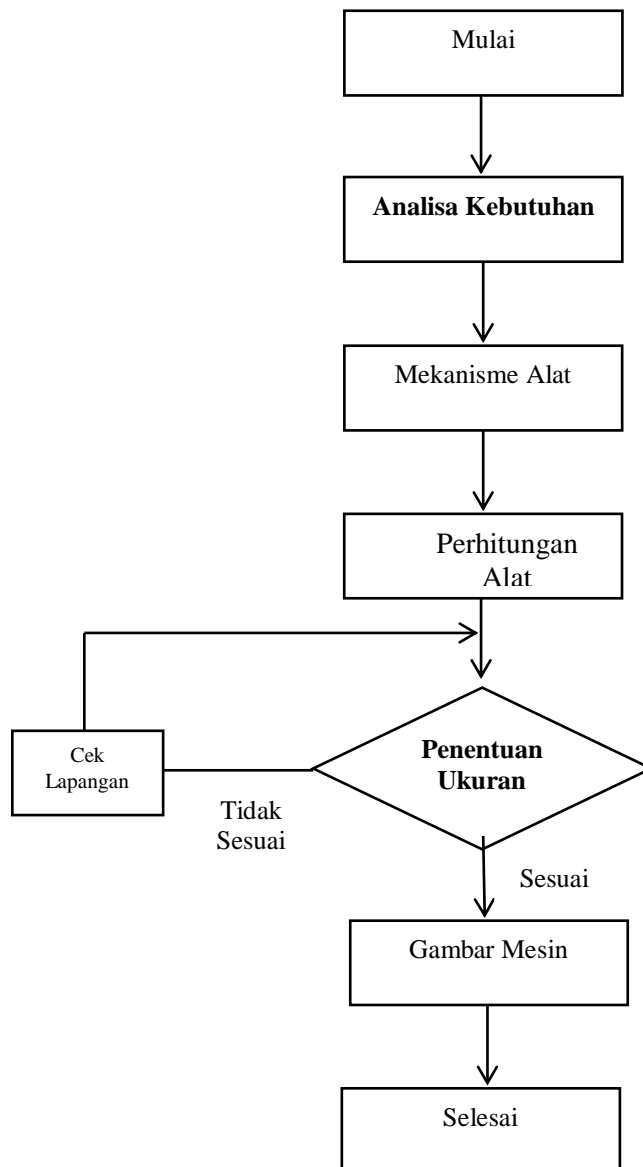 Mulai
Analisa Kebutuhan
Mekanisme Alat
Perhitungan
Alat
Penentuan
Ukuran
Cek
Lapangan
Tidak
Sesuai
Sesuai
Gambar Mesin
Selesai